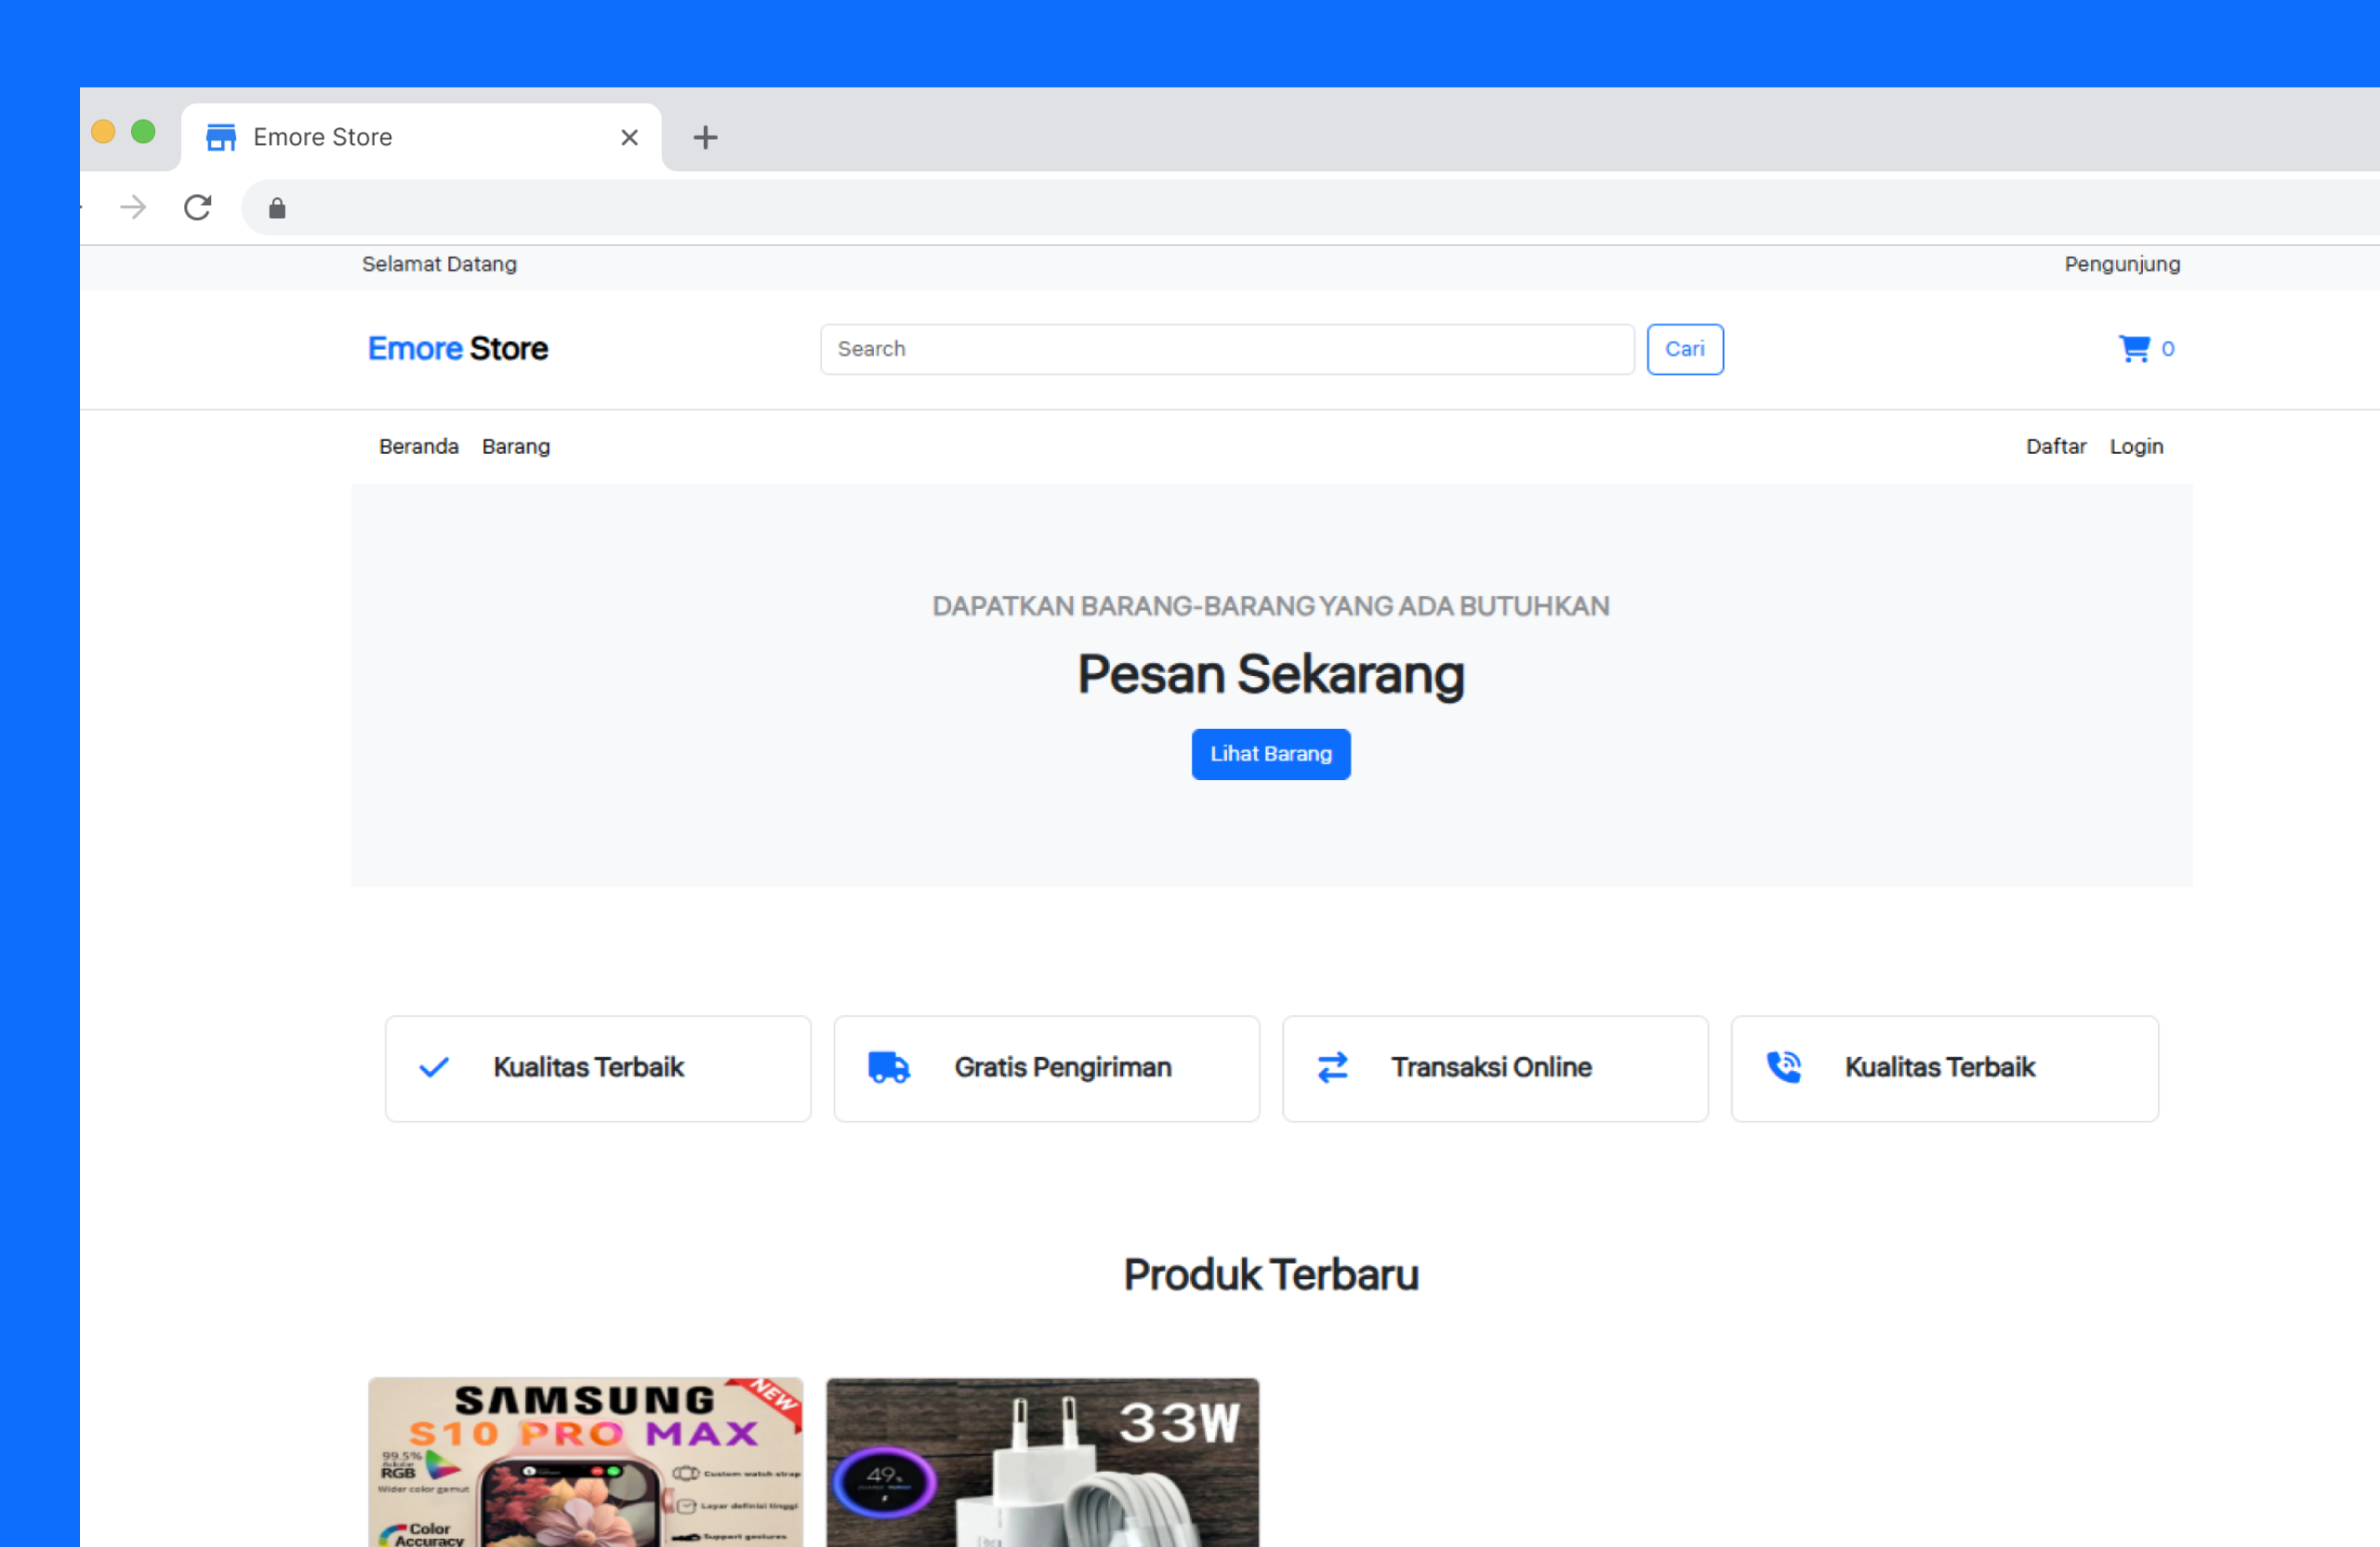 Emore Store
Selamat Datang
Pengunjung
Emore Store
Search
Cari
0
Beranda Barang
Daftar Login
DAPATKAN BARANG-BARANG YANG ADA BUTUHKAN
Pesan Sekarang
Lihat Barang
Kualitas Terbaik
Gratis Pengiriman
Transaksi Online
Kualitas Terbaik
Produk Terbaru
SAMSUNG
NEW
S10 PRO MAX
99.5%
Adobe
RGB
Wider color gamut
Custom watch strap
Layar definisi tinggi
Color
Accuracy
Support gestures
33W
49%